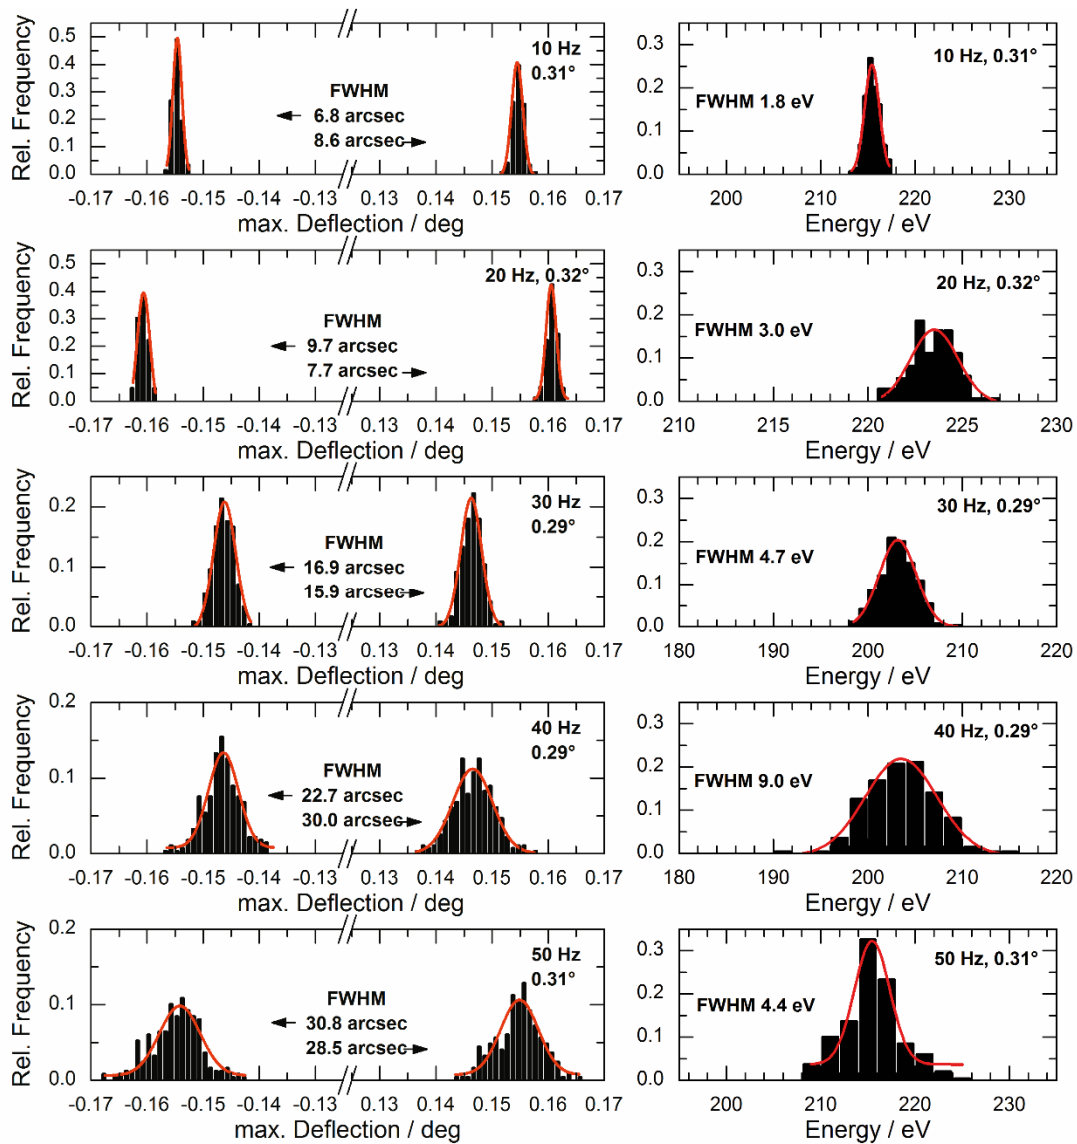 Rel. Frequency
0.5
0.4
0.3
0.2
0.1
0.0
10 Hz
0.31°
FWHM
6.8 arcsec
8.6 arcsec
-0.17 -0.16 -0.15 -0.14 -0.13 0.13 0.14 0.15 0.16 0.17
max. Deflection / deg
0.3
0.2
0.1
0.0
10 Hz, 0.31°
FWHM 1.8 eV
200 210 220 230
Energy / eV
Rel. Frequency
0.5
0.4
0.3
0.2
0.1
0.0
20 Hz, 0.32°
FWHM
9.7 arcsec
7.7 arcsec
-0.17 -0.16 -0.15 -0.14 -0.13 0.13 0.14 0.15 0.16 0.17
max. Deflection / deg
0.3
0.2
0.1
0.0
20 Hz, 0.32°
FWHM 3.0 eV
210 215 220 225 230
Energy / eV
Rel. Frequency
0.2
0.1
0.0
30 Hz
0.29°
FWHM
16.9 arcsec
15.9 arcsec
-0.17 -0.16 -0.15 -0.14 -0.13 0.13 0.14 0.15 0.16 0.17
max. Deflection / deg
0.3
0.2
0.1
0.0
30 Hz, 0.29°
FWHM 4.7 eV
180 190 200 210 220
Energy / eV
Rel. Frequency
0.2
0.1
0.0
40 Hz
0.29°
FWHM
22.7 arcsec
30.0 arcsec
-0.17 -0.16 -0.15 -0.14 -0.13 0.13 0.14 0.15 0.16 0.17
max. Deflection / deg
0.3
0.2
0.1
0.0
40 Hz, 0.29°
FWHM 9.0 eV
180 190 200 210 220
Energy / eV
Rel. Frequency
0.2
0.1
0.0
50 Hz
0.31°
FWHM
30.8 arcsec
28.5 arcsec
-0.17 -0.16 -0.15 -0.14 -0.13 0.13 0.14 0.15 0.16 0.17
max. Deflection / deg
0.3
0.2
0.1
0.0
50 Hz, 0.31°
FWHM 4.4 eV
200 210 220 230
Energy / eV